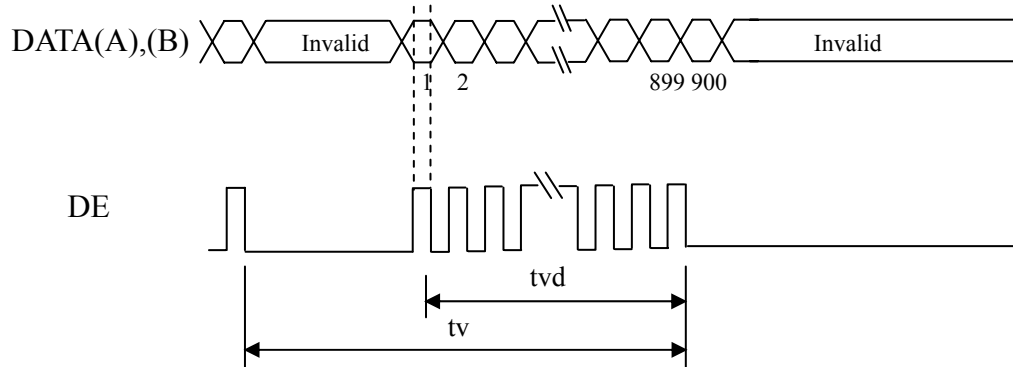 DATA(A),(B)
Invalid
Invalid
1 2 899 900
DE
tvd
tv